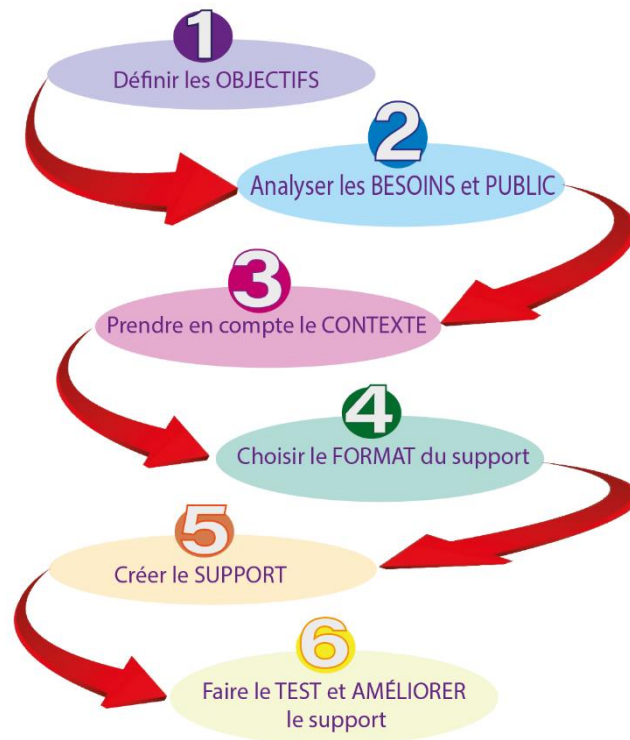 1
Définir les OBJECTIFS
2
Analyser les BESOINS et PUBLIC
3
Prendre en compte le CONTEXTE
4
Choisir le FORMAT du support
5
Créer le SUPPORT
6
Faire le TEST et AMÉLIORER
le support